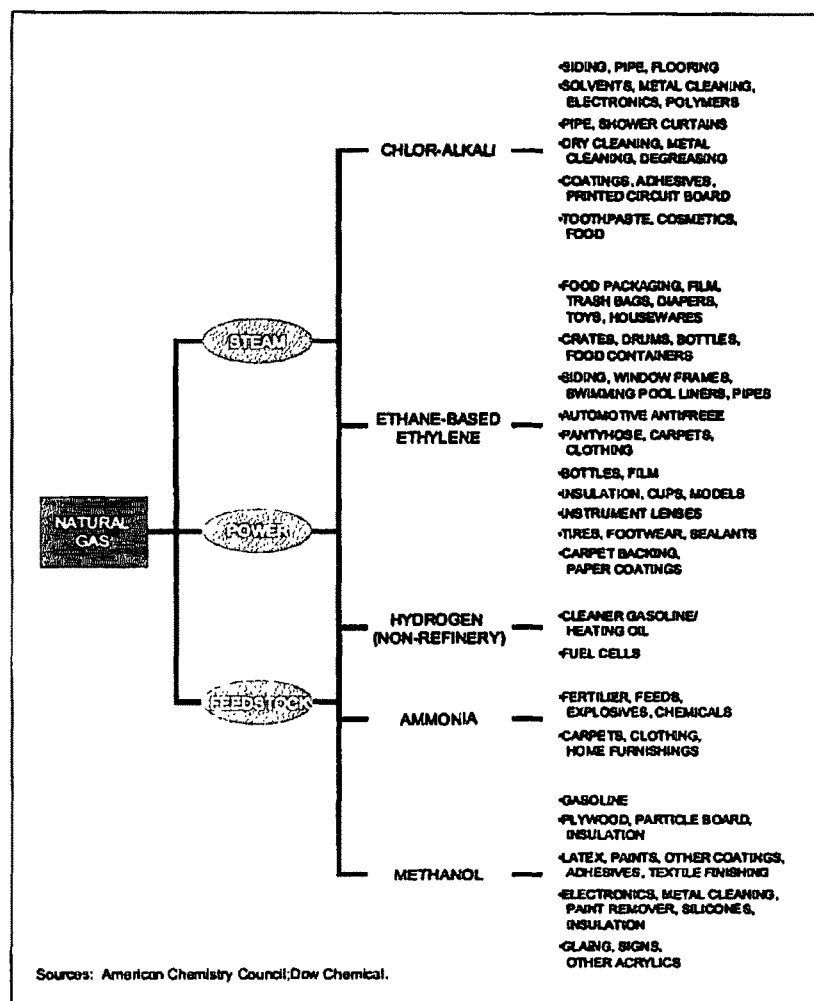 NATURAL
GAS
STEAM
POWER
FEEDSTOCK
CHLOR-ALKALI
•SIDING, PIPE, FLOORING
•SOLVENTS, METAL CLEANING,
ELECTRONICS, POLYMERS
•PIPE, SHOWER CURTAINS
•DRY CLEANING, METAL
CLEANING, DEGREASING
•COATINGS, ADHESIVES,
PRINTED CIRCUIT BOARD
•TOOTHPASTE, COSMETICS,
FOOD
ETHANE-BASED
ETHYLENE
•FOOD PACKAGING, FILM,
TRASH BAGS, DIAPERS,
TOYS, HOUSEWARES
•CRATES, DRUMS, BOTTLES,
FOOD CONTAINERS
•SIDING, WINDOW FRAMES,
SWIMMING POOL LINERS, PIPES
•AUTOMOTIVE ANTIFREEZE
•PANTYHOSE, CARPETS,
CLOTHING
•BOTTLES, FILM
•INSULATION, CUPS, MODELS
•INSTRUMENT LENSES
•TIRES, FOOTWEAR, SEALANTS
•CARPET BACKING,
PAPER COATINGS
HYDROGEN
(NON-REFINERY)
•CLEANER GASOLINE/
HEATING OIL
•FUEL CELLS
AMMONIA
•FERTILIER, FEEDS,
EXPLOSIVES, CHEMICALS
•CARPETS, CLOTHING,
HOME FURNISHINGS
METHANOL
•GASOLINE
•PLYWOOD, PARTICLE BOARD,
INSULATION
•LATEX, PAINTS, OTHER COATINGS,
ADHESIVES, TEXTILE FINISHING
•ELECTRONICS, METAL CLEANING,
PAINT REMOVER, SILICONES,
INSULATION
•GLAING, SIGNS,
OTHER ACRYLICS
Sources: American Chemistry Council;Dow Chemical.